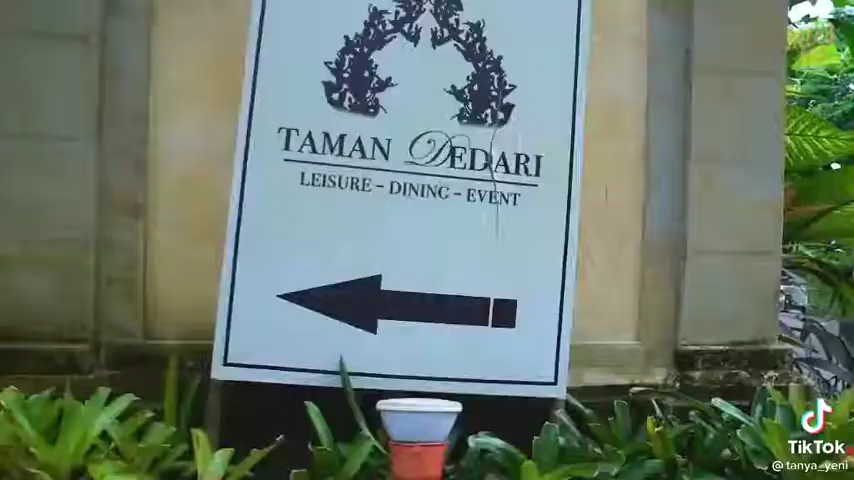 TAMAN DEDARI
LEISURE - DINING - EVENT
TikTok
@tanya_yeni